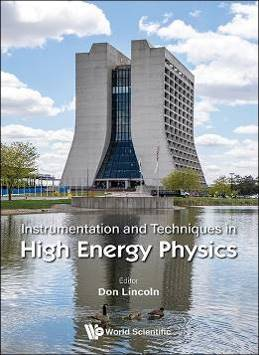 Instrumentation and Techniques in
High Energy Physics
Editor
Don Lincoln
World Scientific